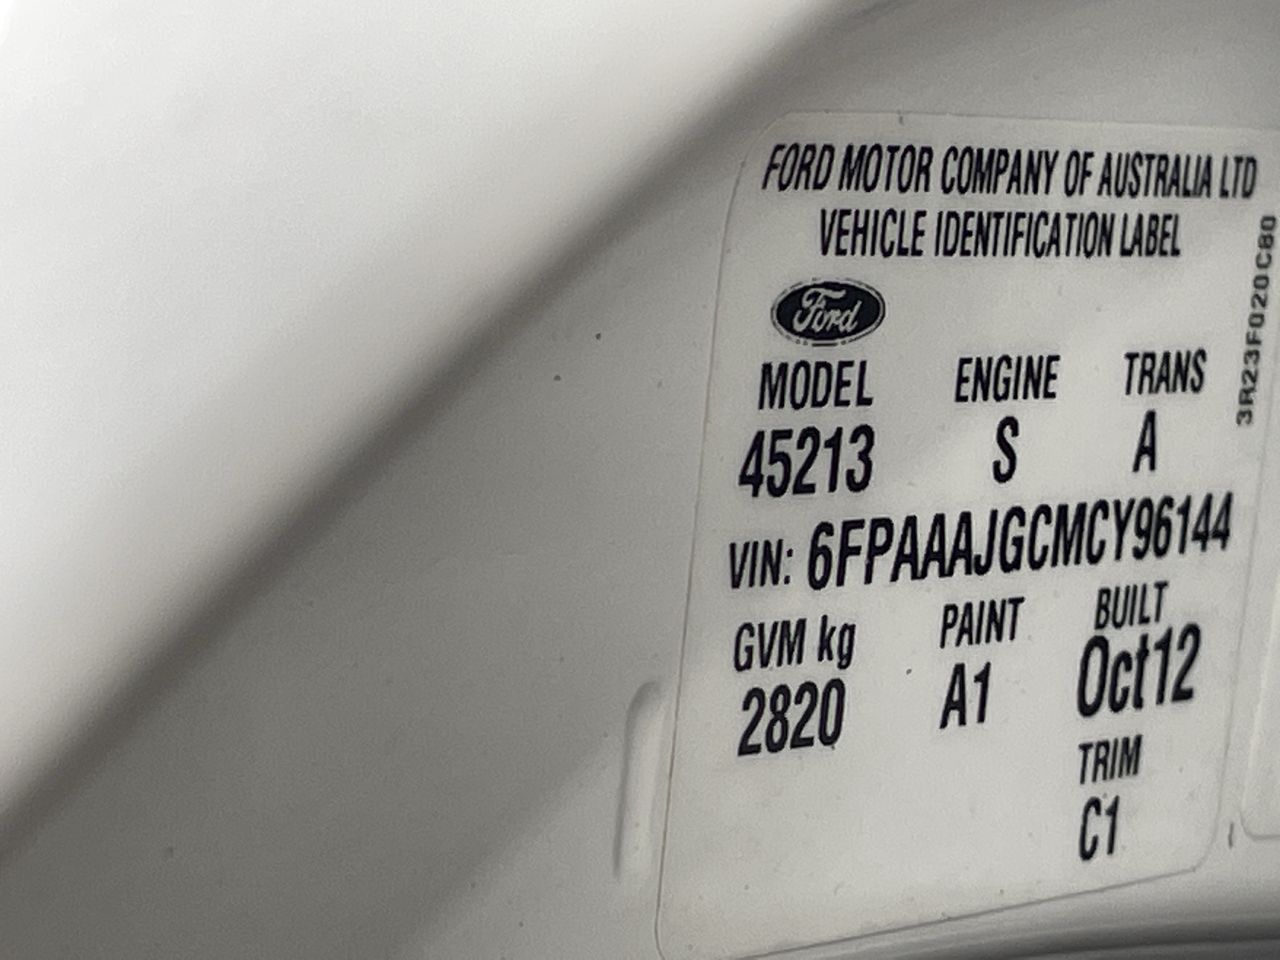 FORD MOTOR COMPANY OF AUSTRALIA LTD
VEHICLE IDENTIFICATION LABEL
Ford
MODEL ENGINE TRANS
45213 S A
VIN: 6FPAAAJGCMCY96144
GVM kg PAINT BUILT
2820 A1 Oct12
TRIM
C1
3R23F020C80